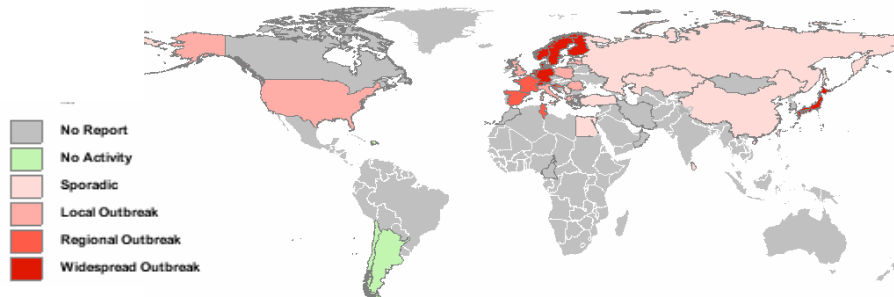 No Report
No Activity
Sporadic
Local Outbreak
Regional Outbreak
Widespread Outbreak